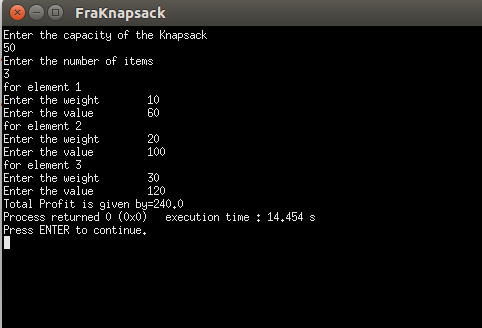 FraKnapsack
Enter the capacity of the Knapsack
50
Enter the number of items
3
for element 1
Enter the weight 10
Enter the value 60
for element 2
Enter the weight 20
Enter the value 100
for element 3
Enter the weight 30
Enter the value 120
Total Profit is given by=240.0
Process returned 0 (0x0) execution time : 14.454 s
Press ENTER to continue.